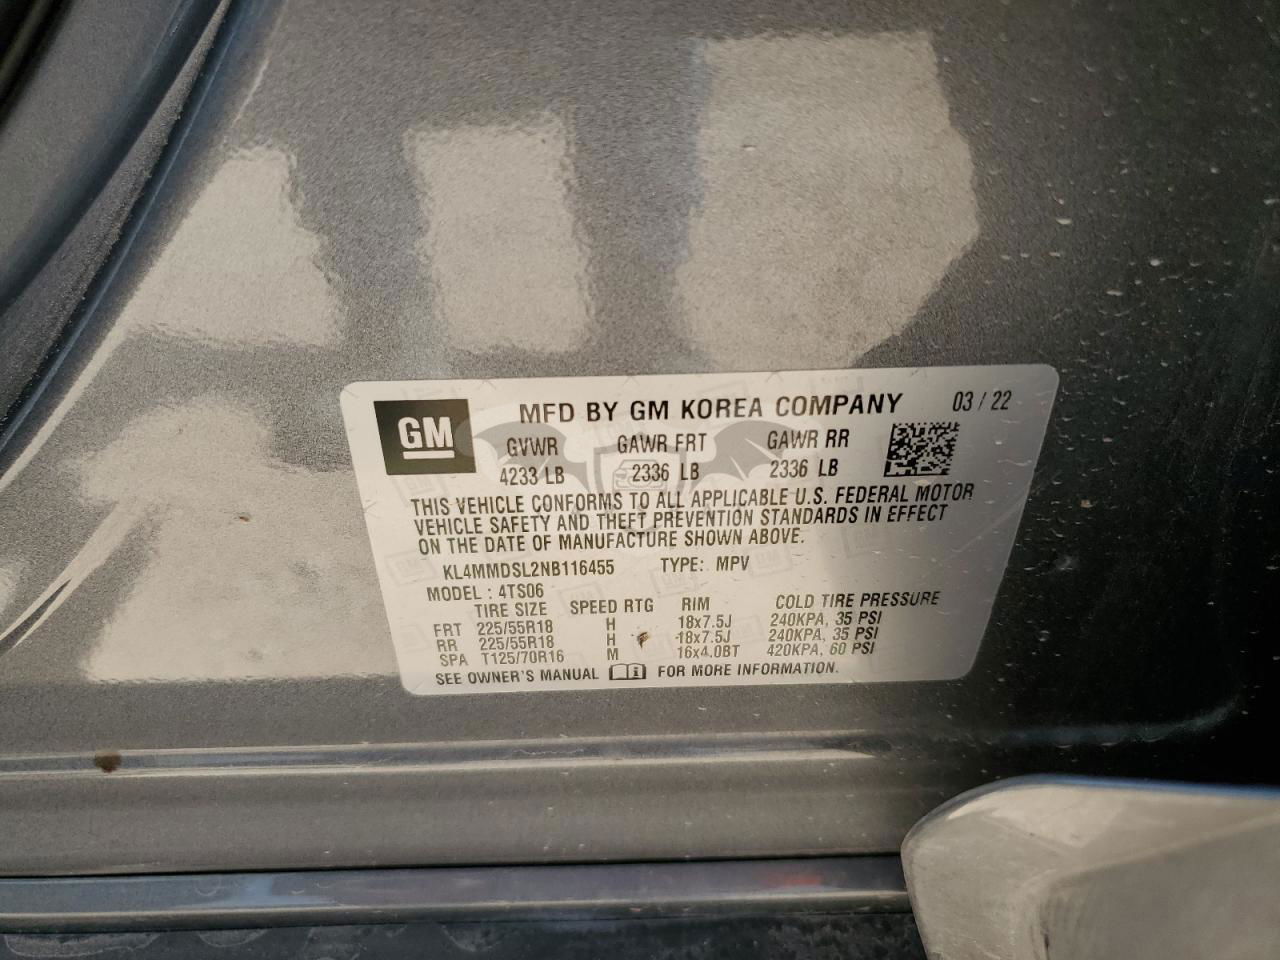 GM
MFD BY GM KOREA COMPANY 03 / 22
GVWR GAWR FRT GAWR RR
4233 LB 2336 LB 2336 LB
THIS VEHICLE CONFORMS TO ALL APPLICABLE U.S. FEDERAL MOTOR
VEHICLE SAFETY AND THEFT PREVENTION STANDARDS IN EFFECT
ON THE DATE OF MANUFACTURE SHOWN ABOVE.
KL4MMDSL2NB116455 TYPE: MPV
MODEL : 4TS06
TIRE SIZE SPEED RTG RIM COLD TIRE PRESSURE
FRT 225/55R18 H 18x7.5J 240KPA, 35 PSI
RR 225/55R18 H 18x7.5J 240KPA, 35 PSI
SPA T125/70R16 M 16x4.0BT 420KPA, 60 PSI
SEE OWNER'S MANUAL FOR MORE INFORMATION.